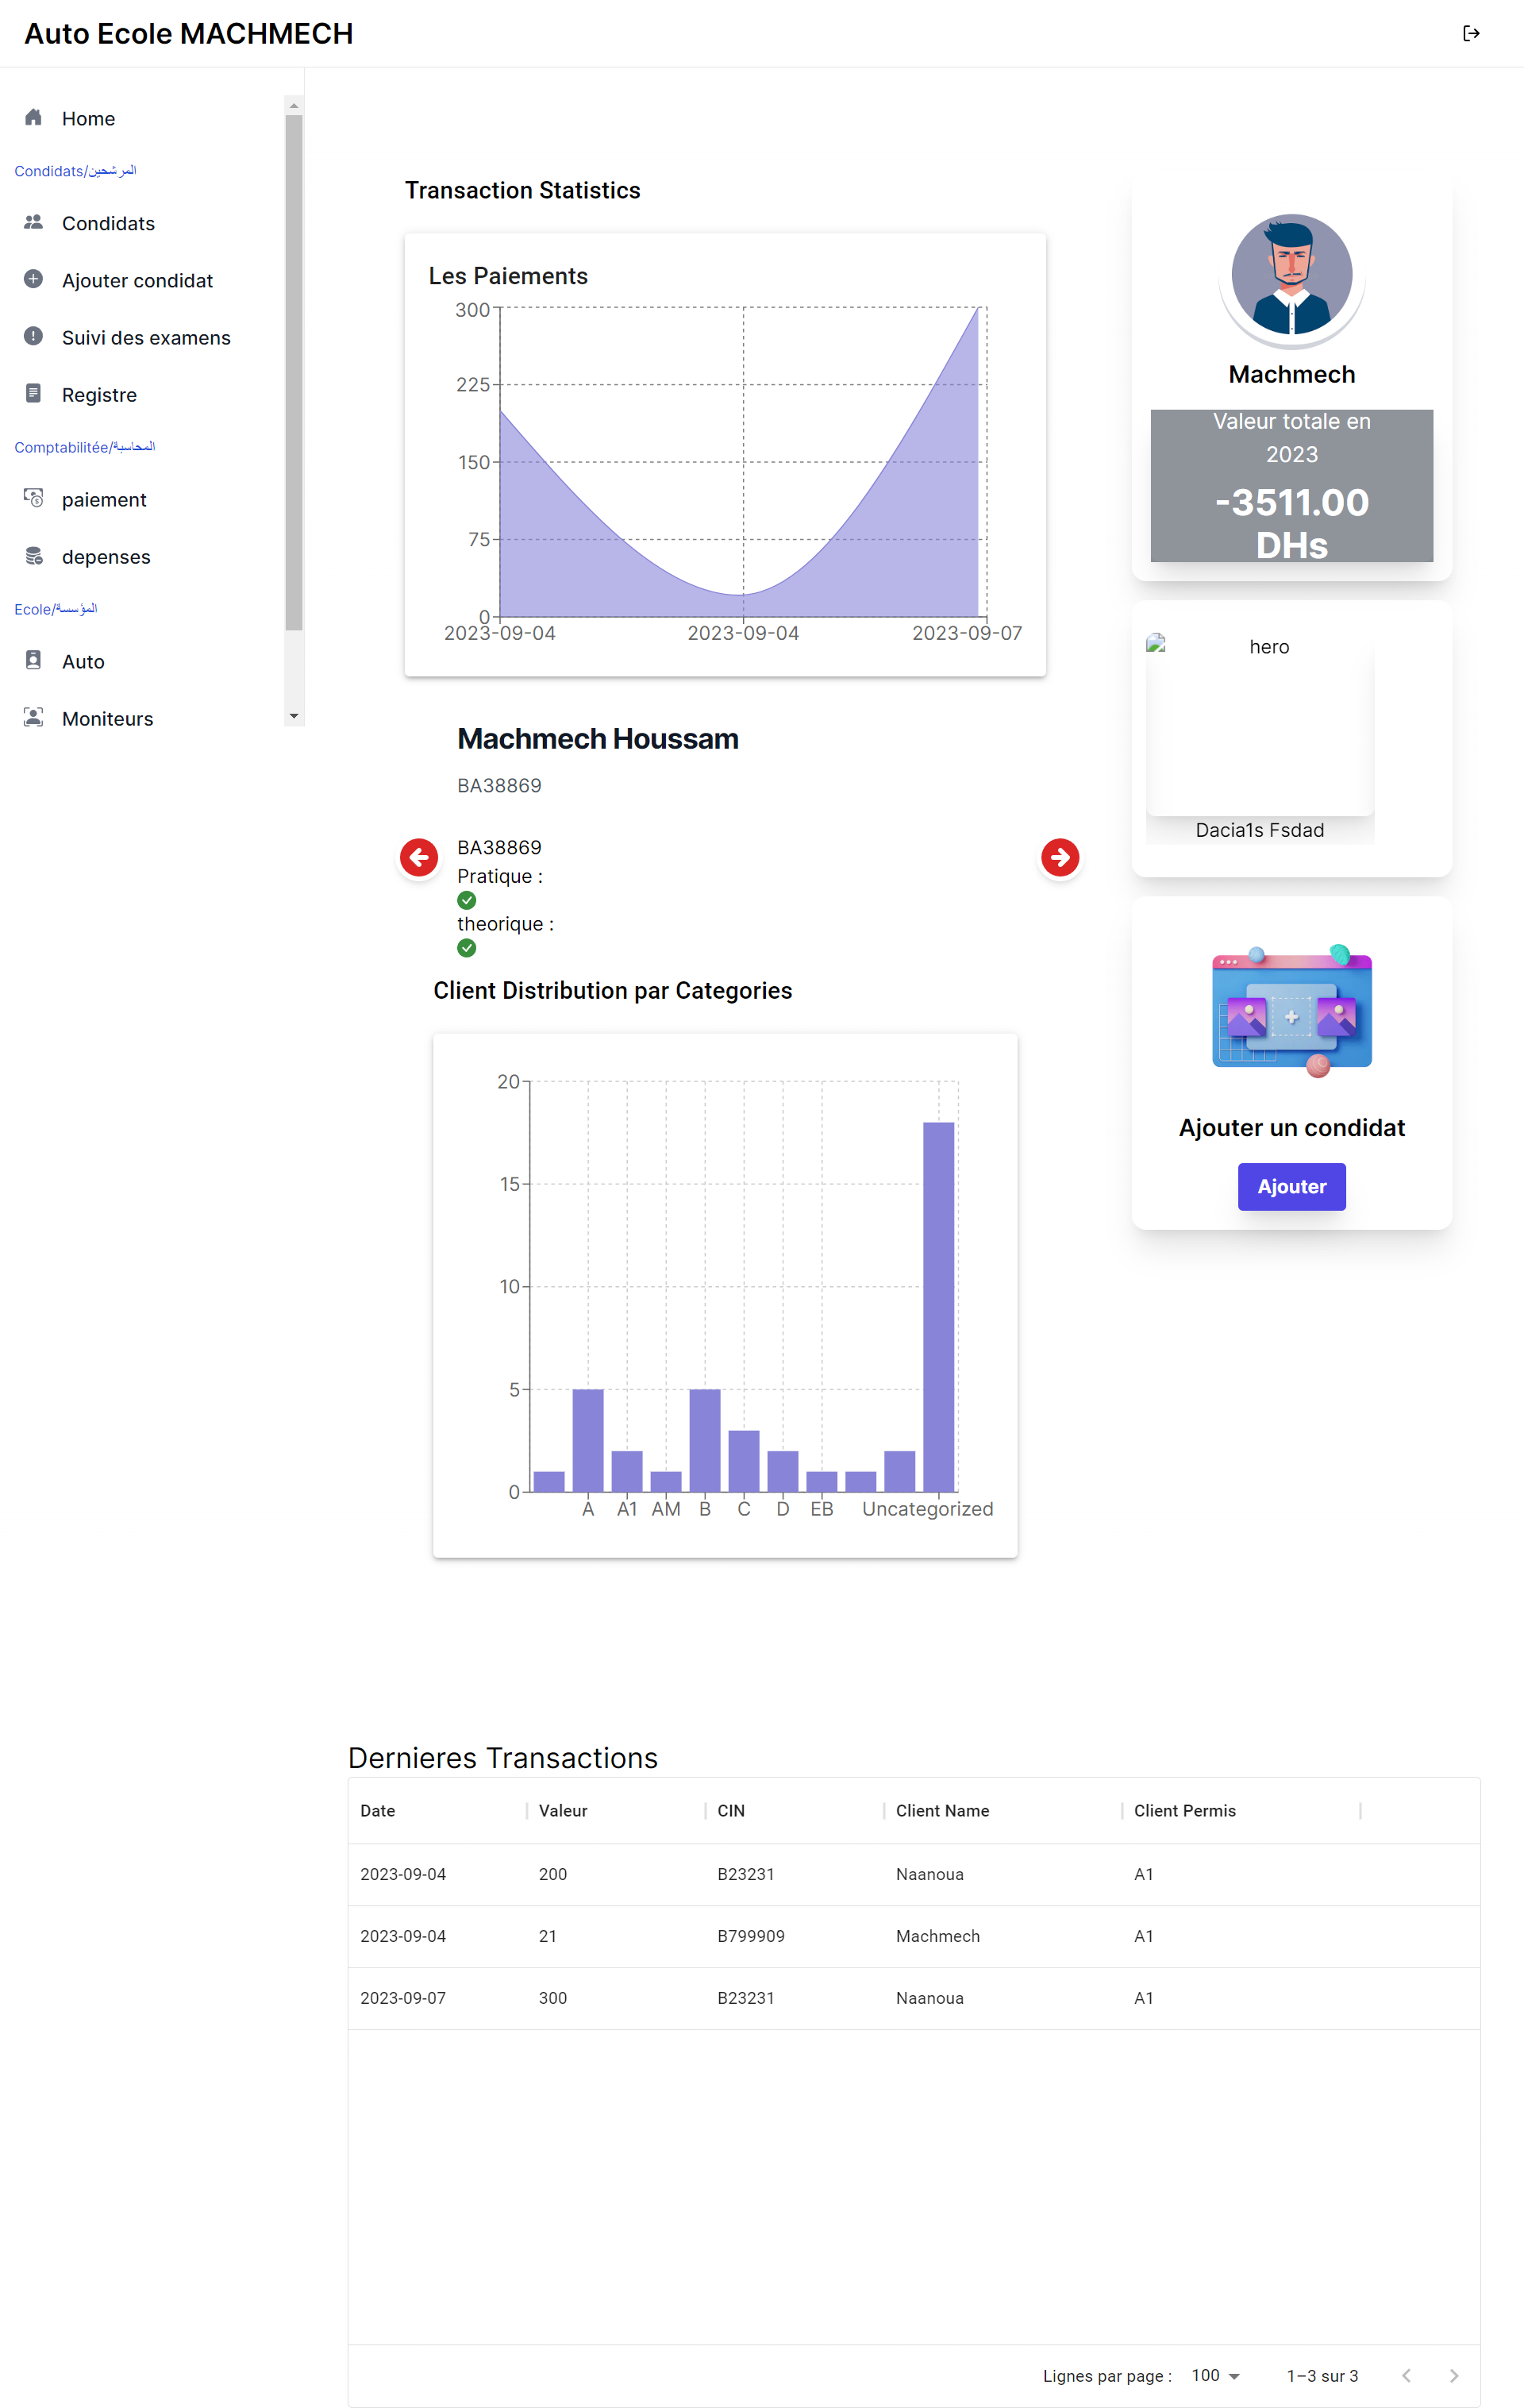 Auto Ecole MACHMECH
Home
Condidats/المرشحين
Condidats
Ajouter condidat
Suivi des examens
Registre
Comptabilitée/المحاسبة
paiement
depenses
Ecole/المؤسسة
Auto
Moniteurs
Transaction Statistics
Les Paiements
300
225
150
75
0
2023-09-04
2023-09-04
2023-09-07
Machmech Houssam
BA38869
BA38869
Pratique :
theorique :
Client Distribution par Categories
20
15
10
5
0
A A1 AM B C D EB Uncategorized
Machmech
Valeur totale en
2023
-3511.00
DHs
hero
Dacia1s Fsdad
Ajouter un condidat
Ajouter
Dernieres Transactions
Date Valeur CIN Client Name Client Permis
2023-09-04 200 B23231 Naanoua A1
2023-09-04 21 B799909 Machmech A1
2023-09-07 300 B23231 Naanoua A1
Lignes par page : 100 1–3 sur 3